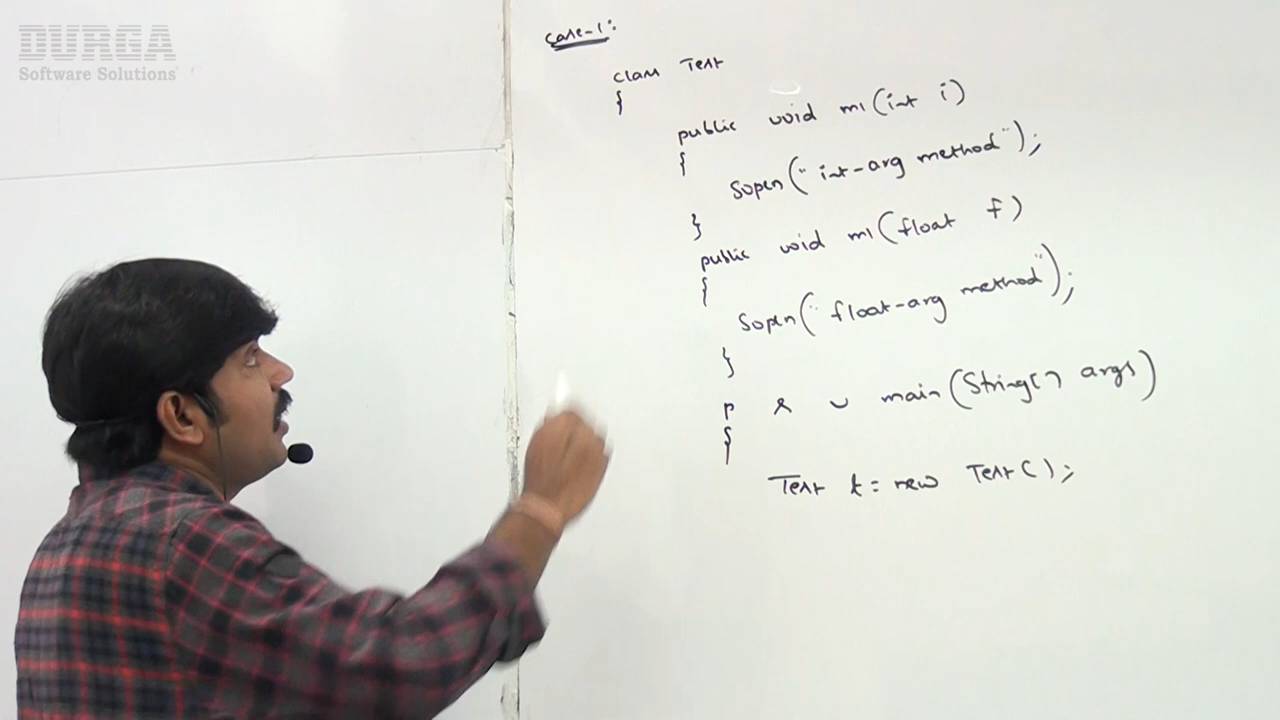 DURGA
Software Solutions
Case-1:
class Test
{
public void m1(int i)
{
Sopln("int-arg method");
}
public void m1(float f)
{
Sopln("float-arg method");
}
p s v main(String[] args)
{
Test t = new Test();